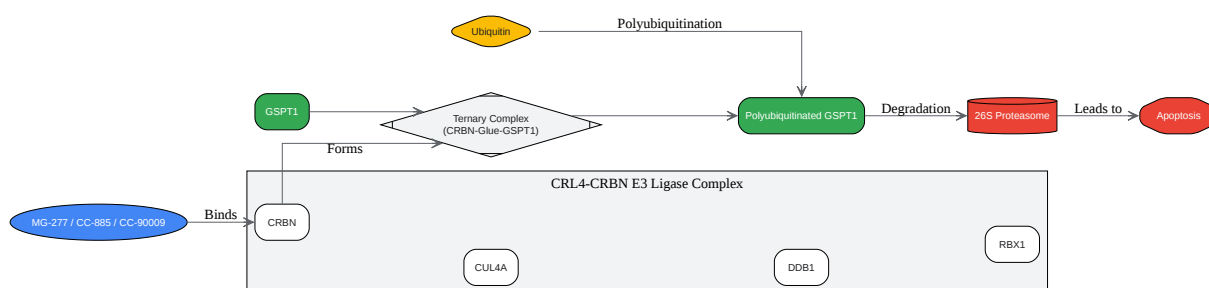 Ubiquitin
Polyubiquitination
GSPT1
Ternary Complex
(CRBN-Glue-GSPT1)
Polyubiquitinated GSPT1
Degradation
26S Proteasome
Leads to
Apoptosis
Forms
CRL4-CRBN E3 Ligase Complex
MG-277 / CC-885 / CC-90009
Binds
CRBN
CUL4A
DDB1
RBX1